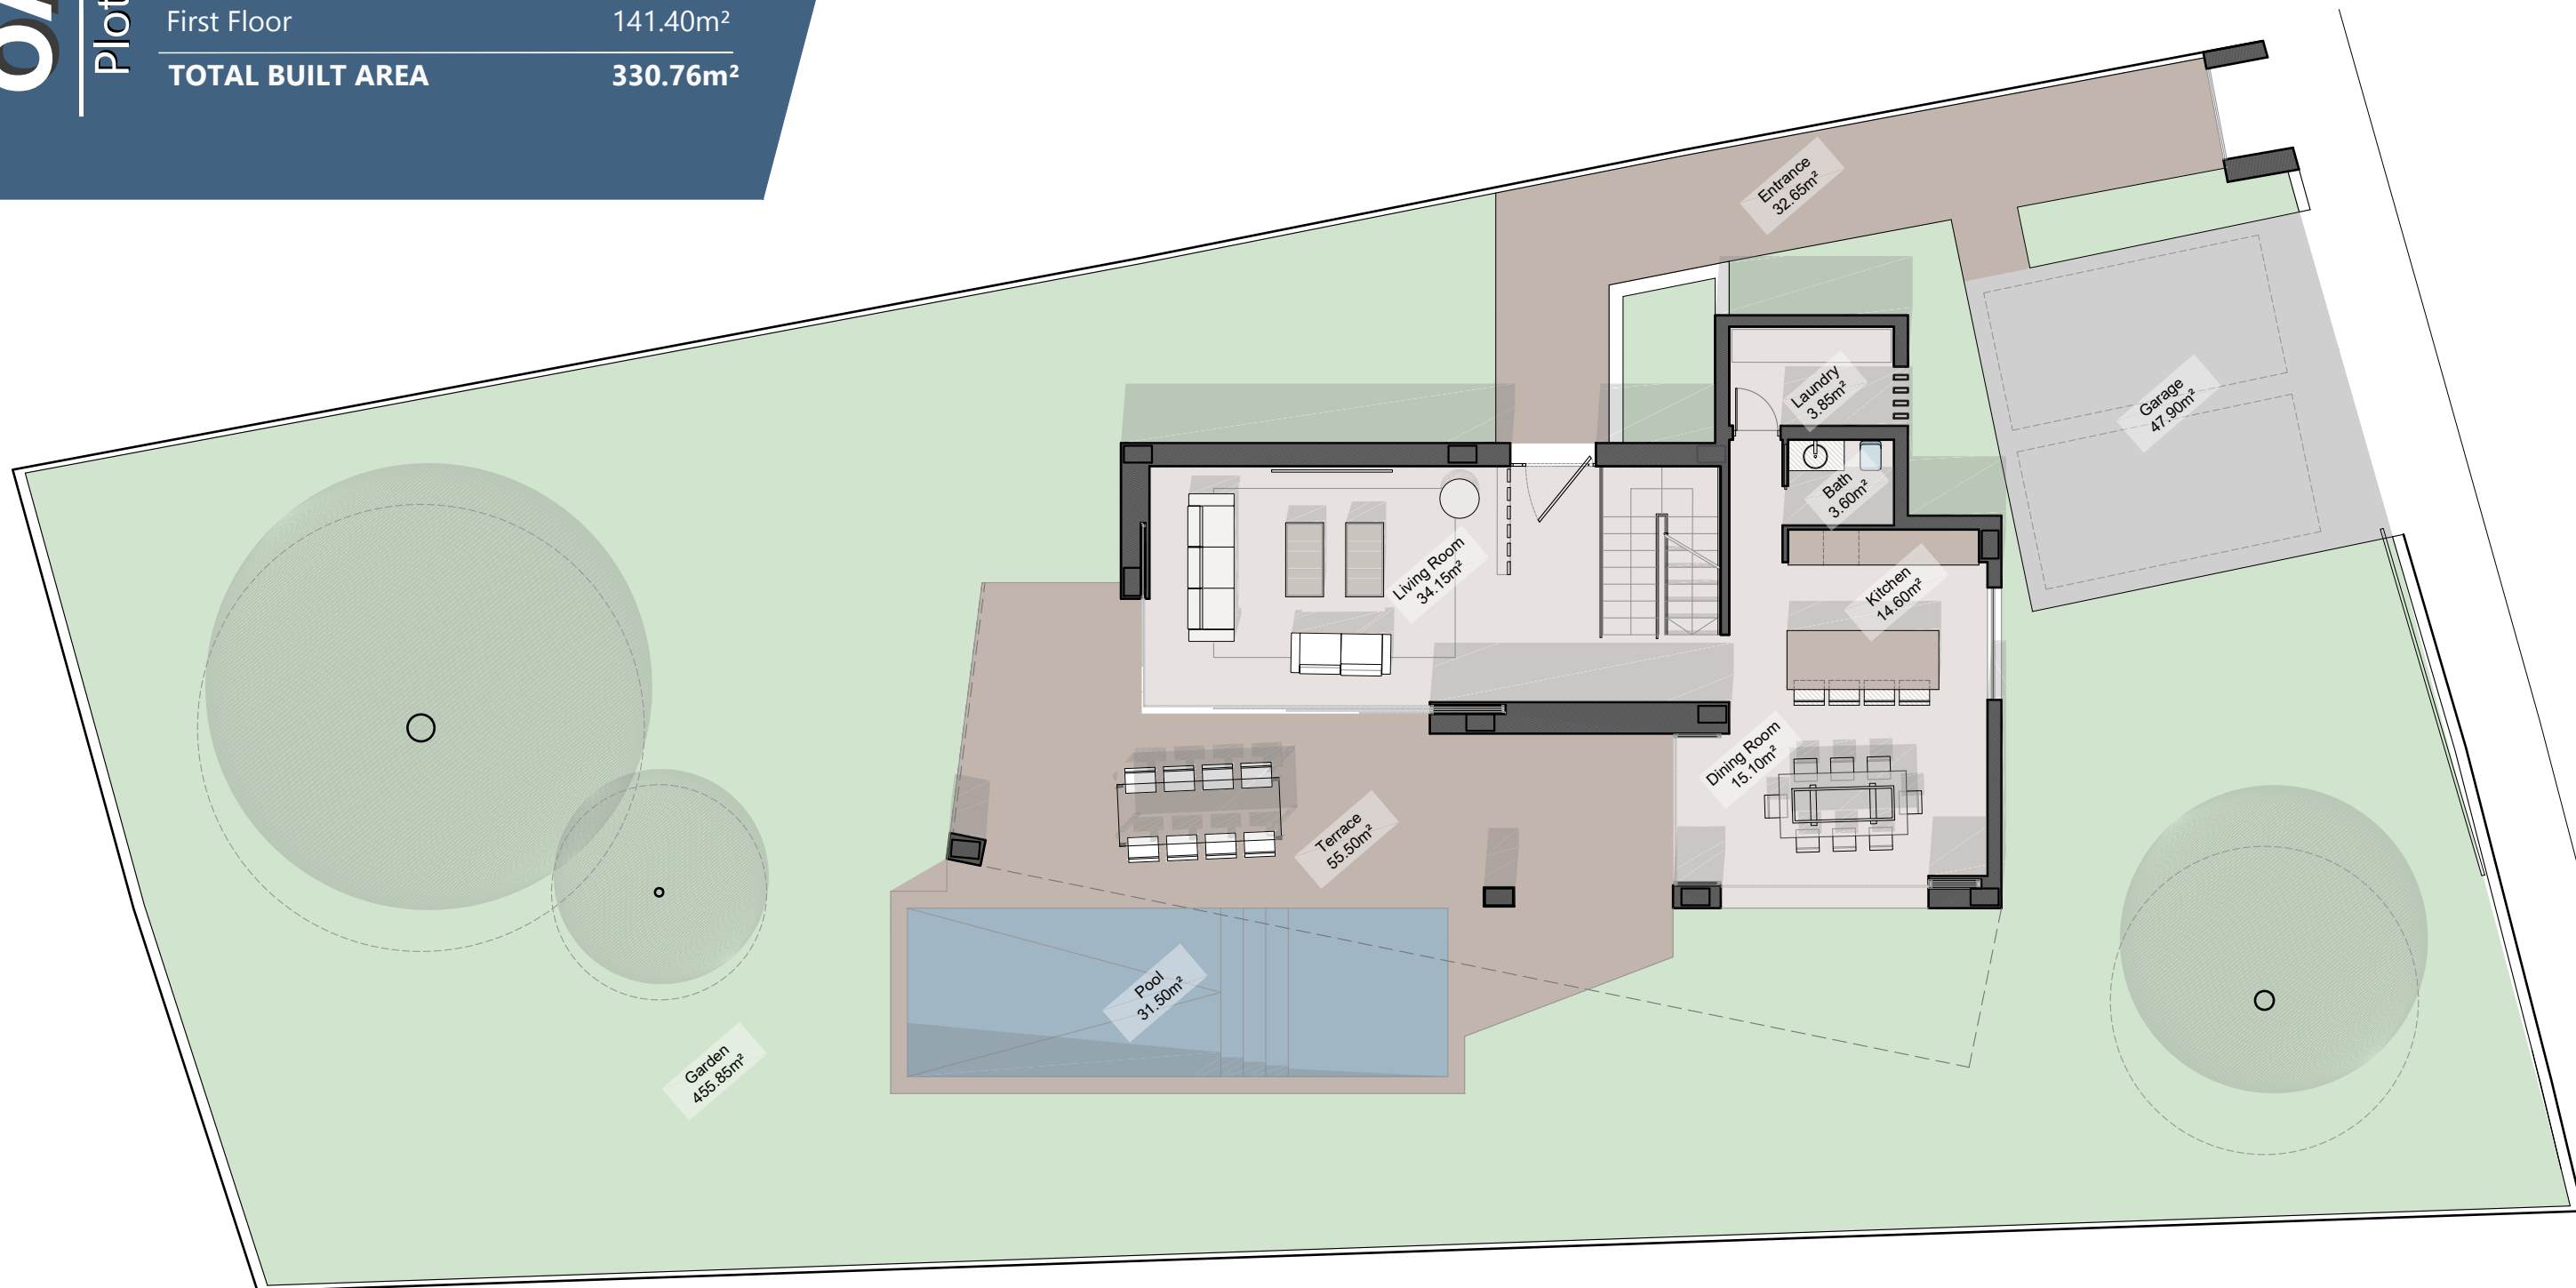 Plot
First Floor 141.40m²
TOTAL BUILT AREA 330.76m²
Entrance
32.65m²
Garage
47.90m²
Laundry
3.85m²
Bath
3.60m²
Living Room
34.15m²
Kitchen
14.60m²
Dining Room
15.10m²
Terrace
55.50m²
Pool
31.50m²
Garden
455.85m²